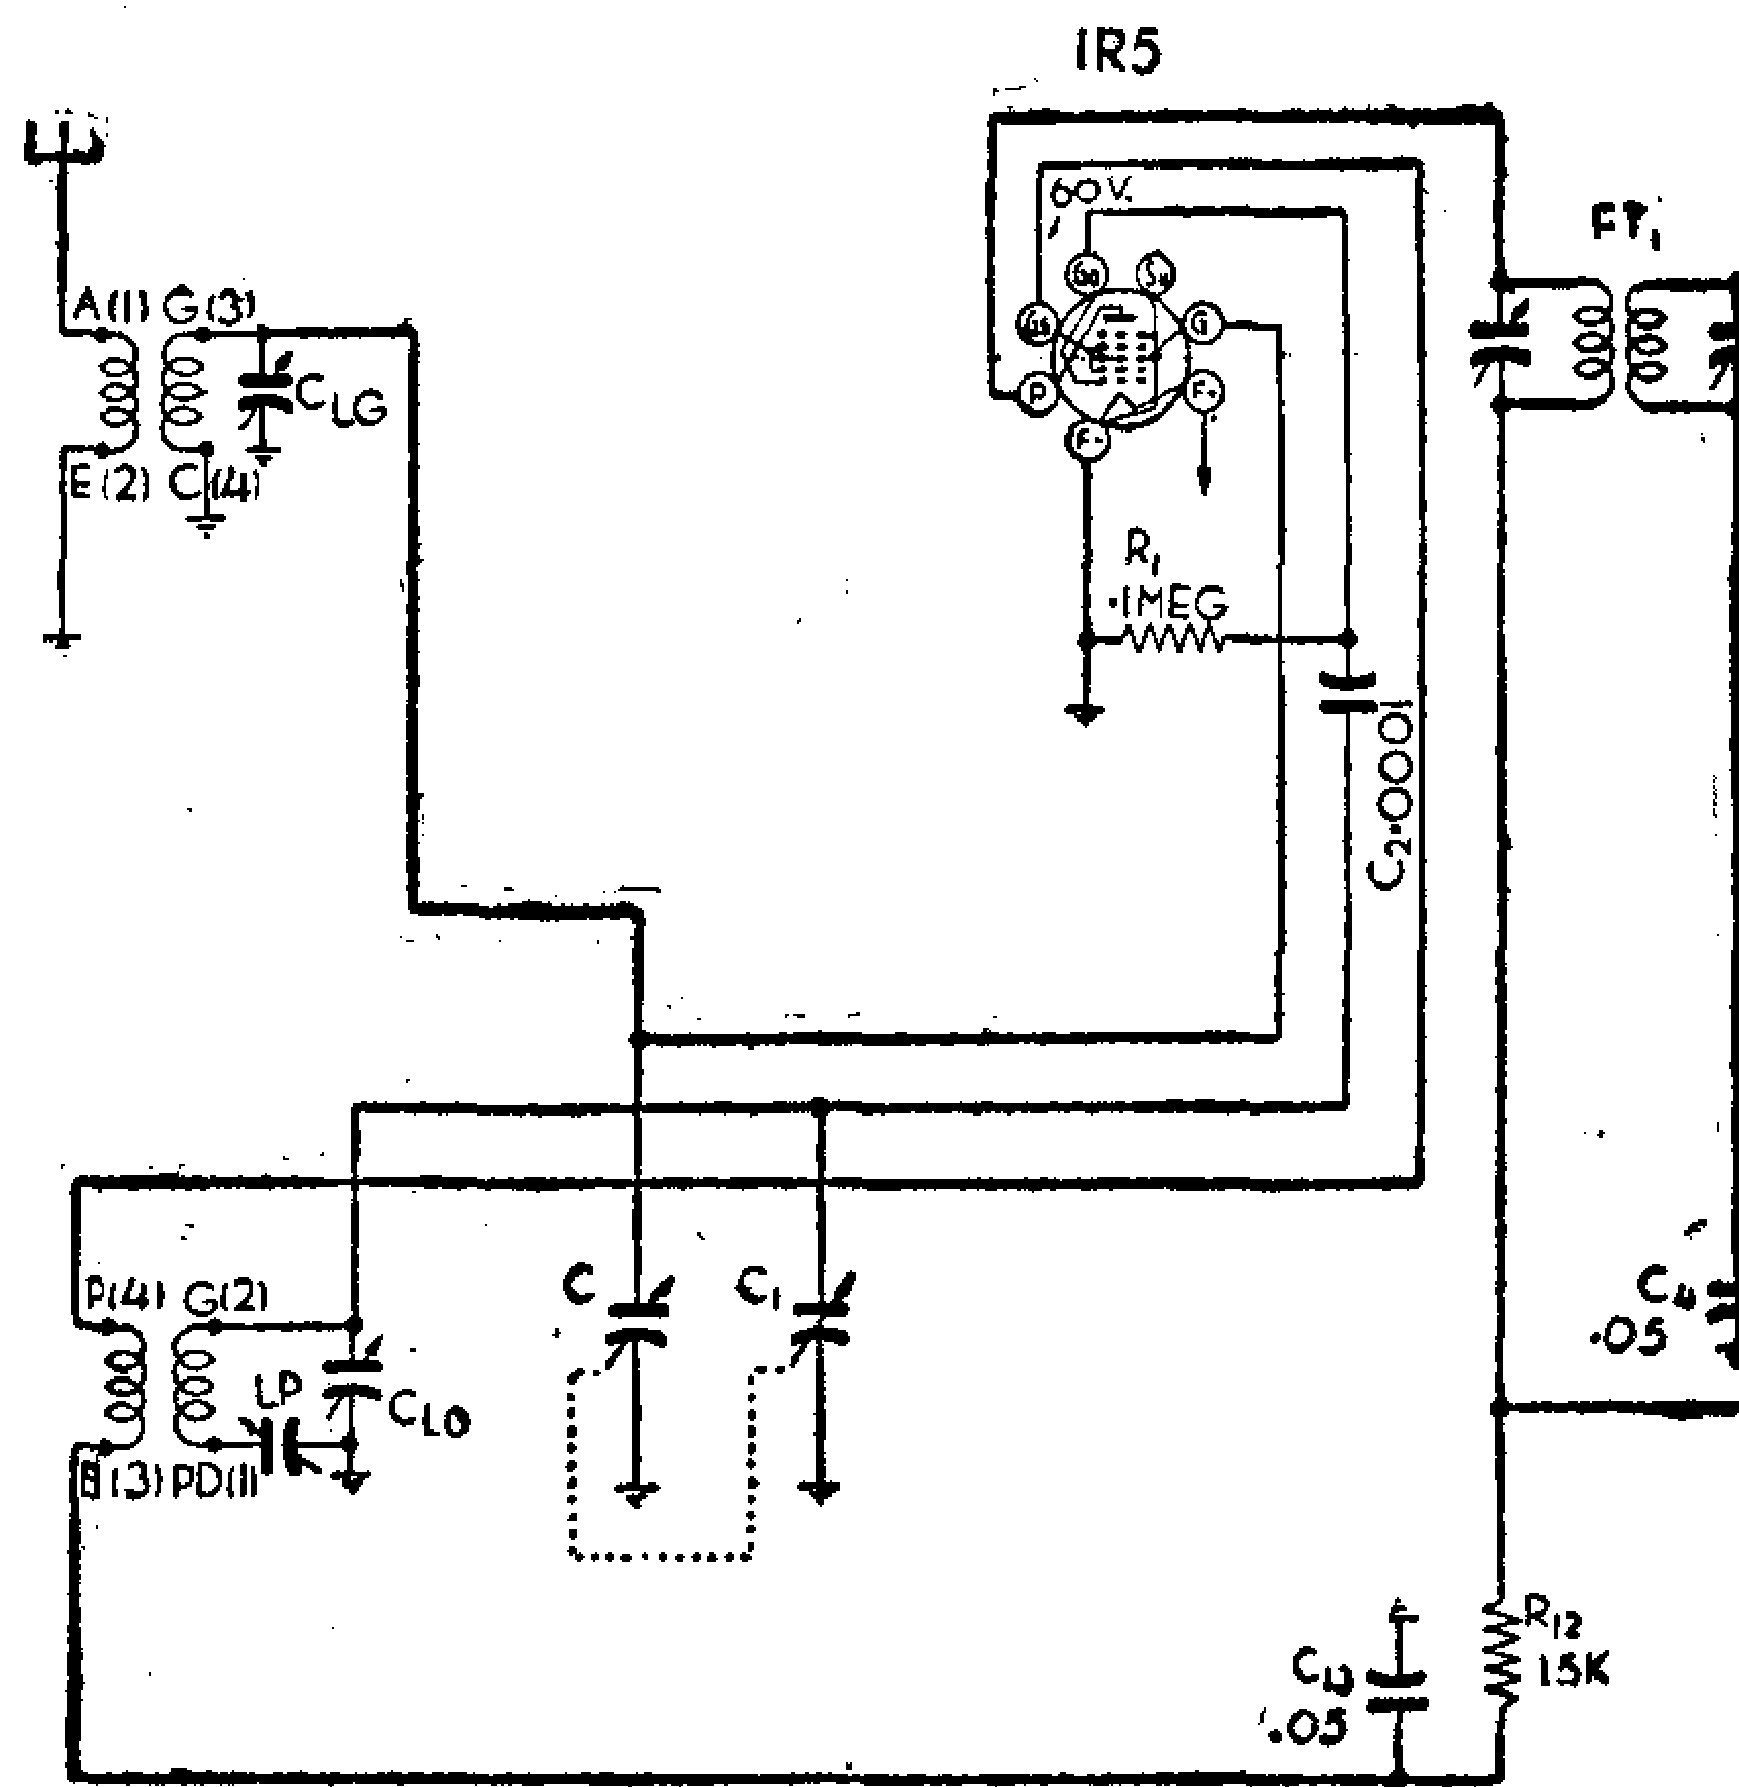 1R5
60 V.
FT1
A(1) G(3)
CLG
E(2) C(4)
G
P
F+
F-
R1
.1MEG
C2 .0001
C
C1
C4
.05
P(4) G(2)
LP
CLO
(3) PD(1)
R12
15K
C13
.05